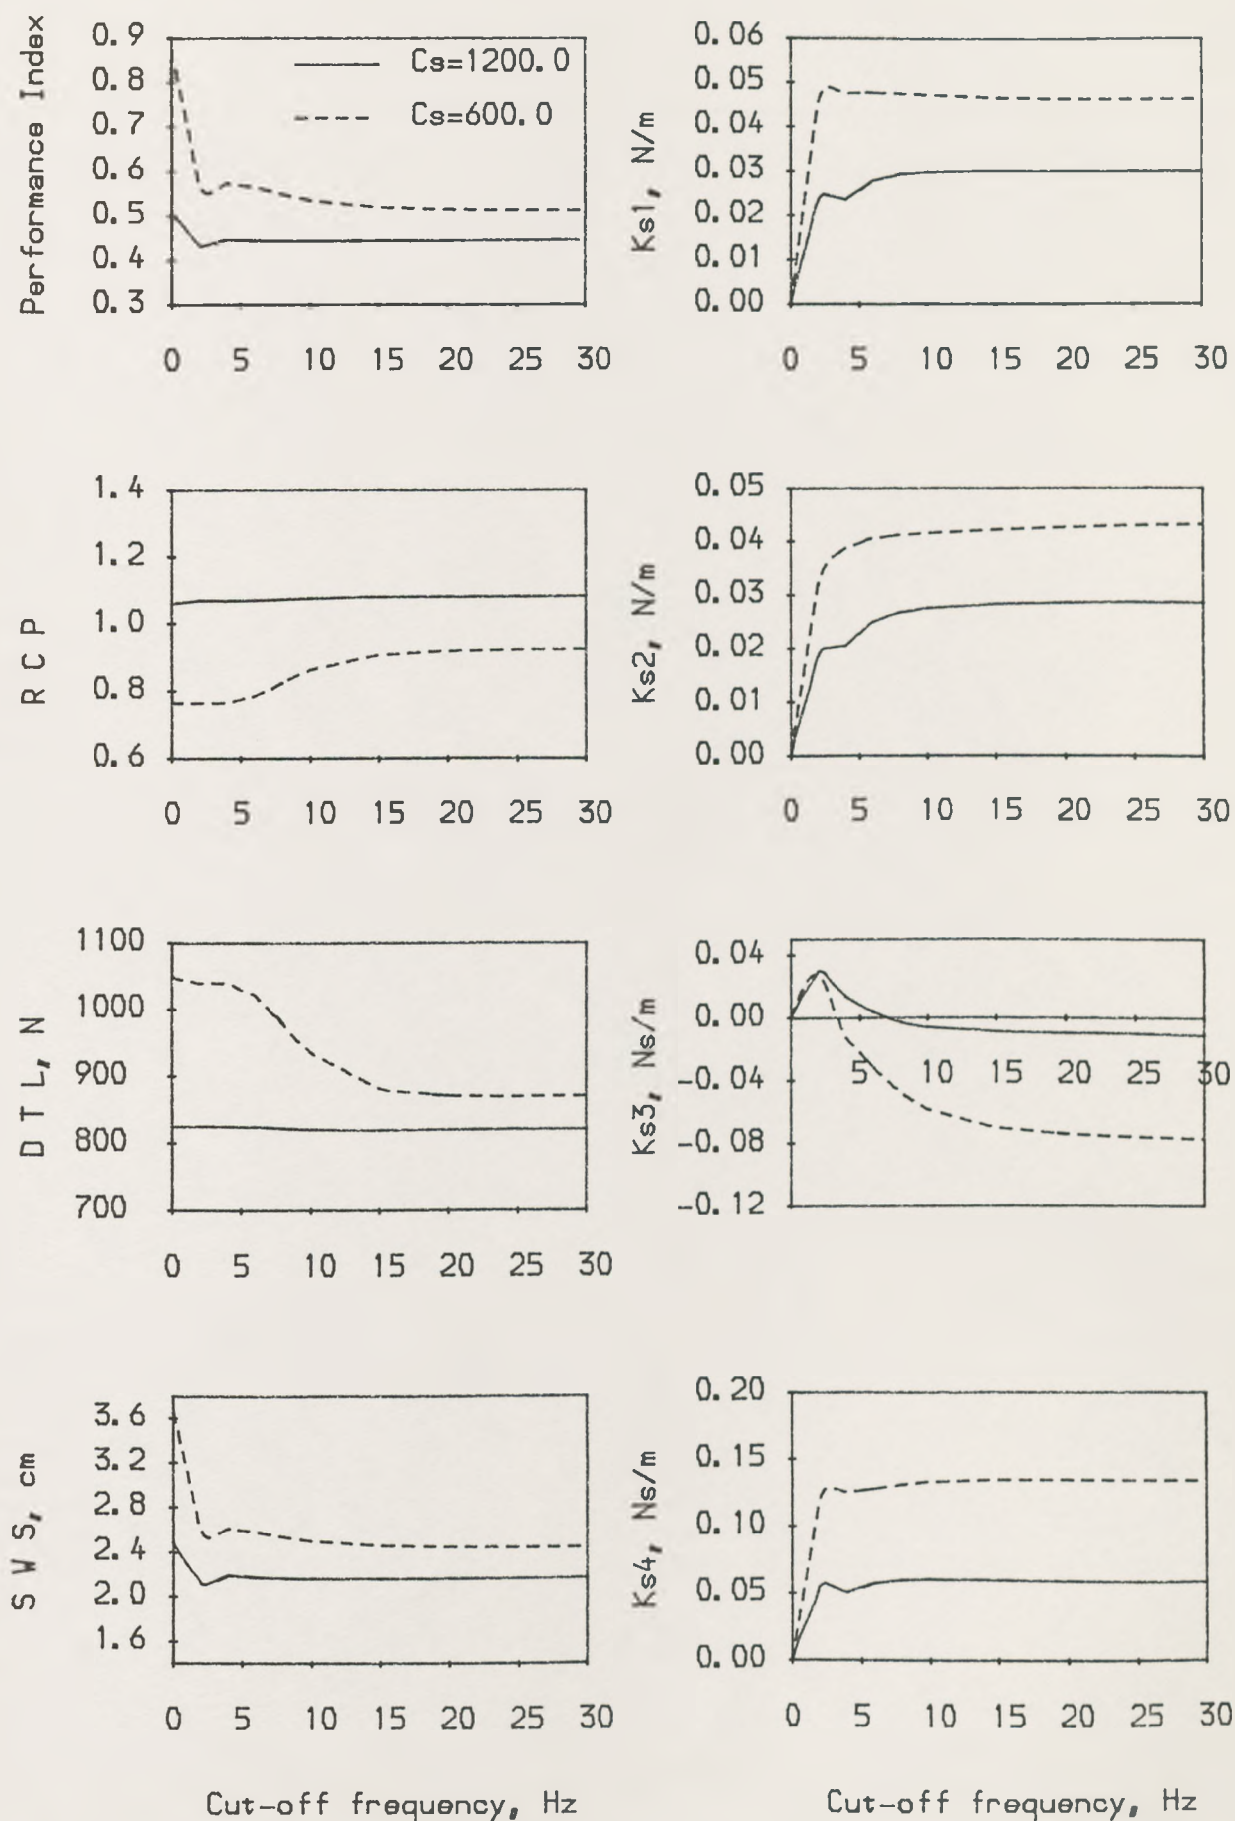 Performance Index
0.9
0.8
0.7
0.6
0.5
0.4
0.3
Cs=1200.0
Cs=600.0
0 5 10 15 20 25 30
Ks1, N/m
0.06
0.05
0.04
0.03
0.02
0.01
0.00
0 5 10 15 20 25 30
R C P
1.4
1.2
1.0
0.8
0.6
0 5 10 15 20 25 30
Ks2, N/m
0.05
0.04
0.03
0.02
0.01
0.00
0 5 10 15 20 25 30
D T L, N
1100
1000
900
800
700
0 5 10 15 20 25 30
Ks3, Ns/m
0.04
0.00
-0.04
-0.08
-0.12
5 10 15 20 25 30
S W S, cm
3.6
3.2
2.8
2.4
2.0
1.6
0 5 10 15 20 25 30
Cut-off frequency, Hz
Ks4, Ns/m
0.20
0.15
0.10
0.05
0.00
0 5 10 15 20 25 30
Cut-off frequency, Hz